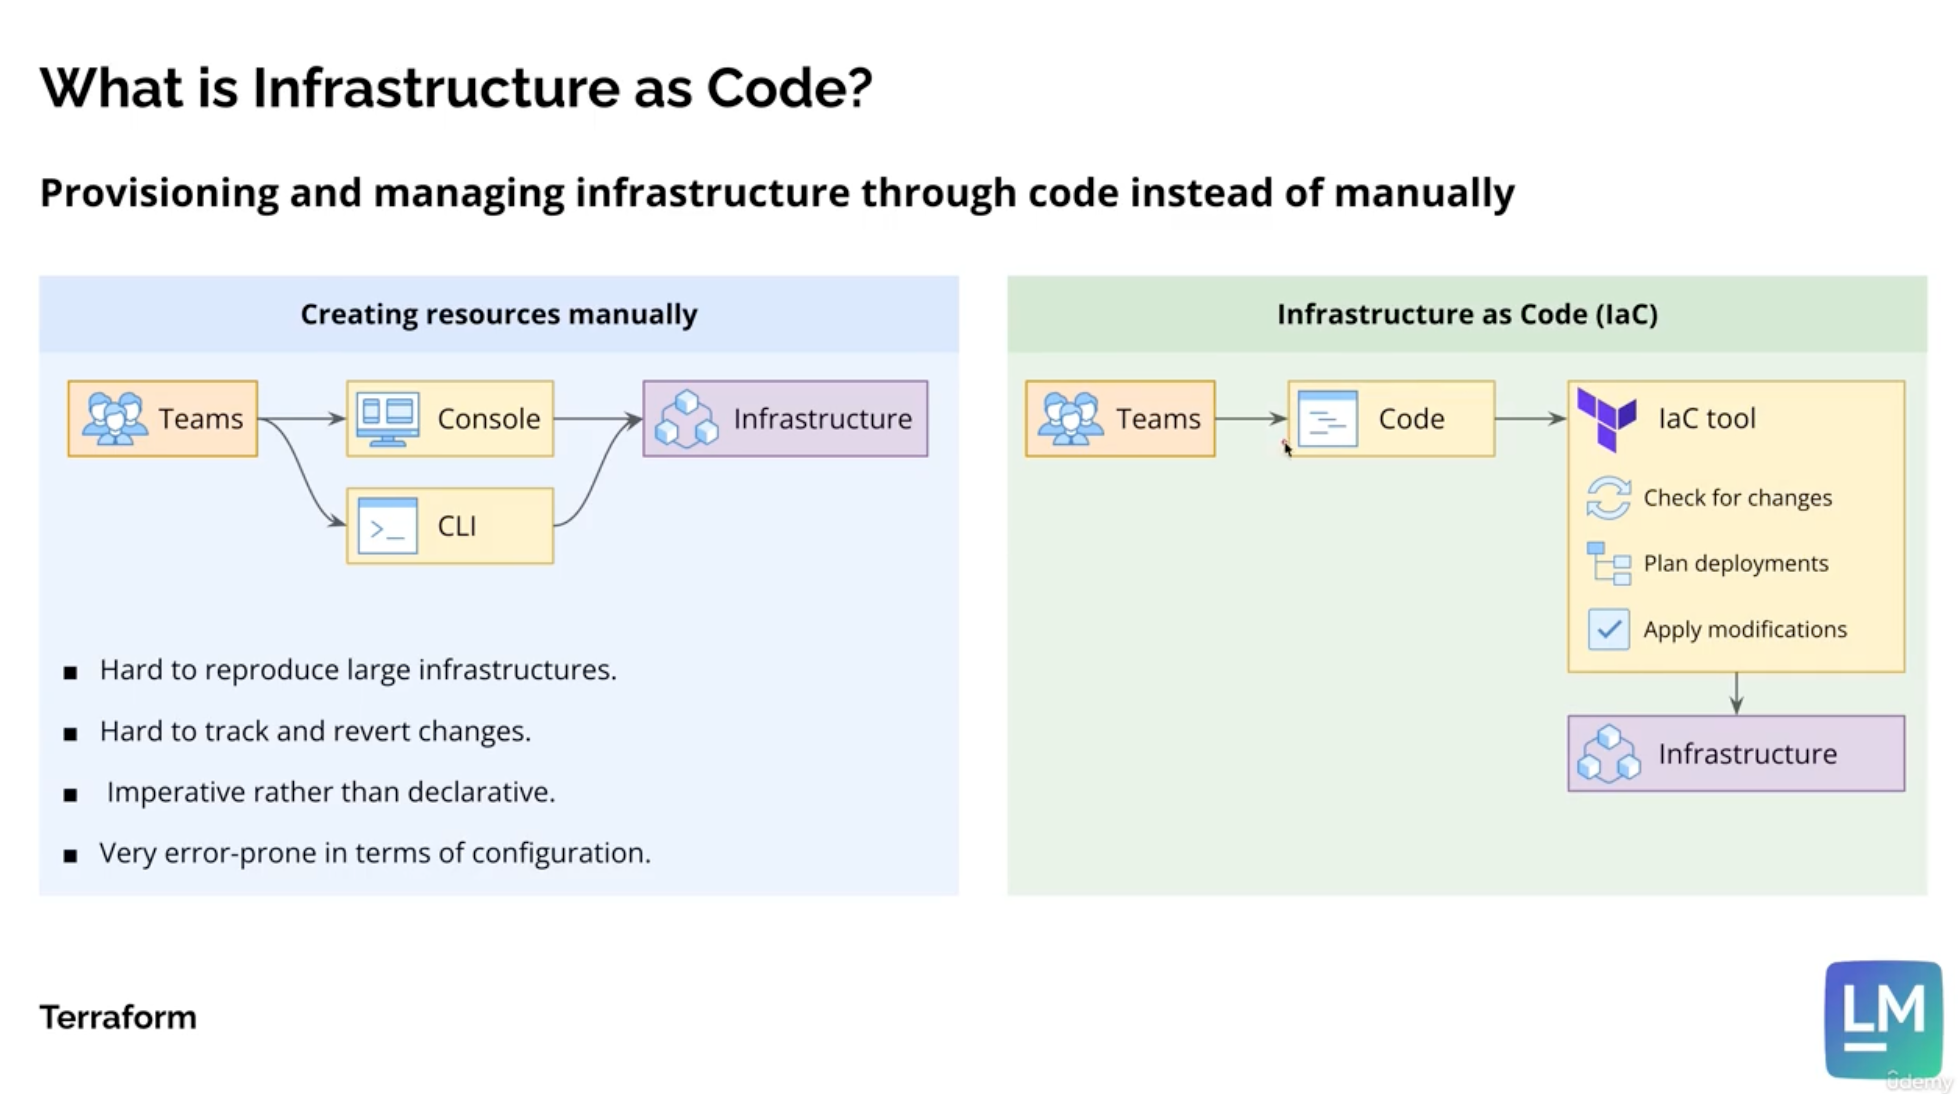 What is Infrastructure as Code?
Provisioning and managing infrastructure through code instead of manually
Creating resources manually
Teams
Console
Infrastructure
>_ CLI
■ Hard to reproduce large infrastructures.
■ Hard to track and revert changes.
■ Imperative rather than declarative.
■ Very error-prone in terms of configuration.
Infrastructure as Code (IaC)
Teams
Code
IaC tool
Check for changes
Plan deployments
Apply modifications
Infrastructure
Terraform
LM
ûdemy